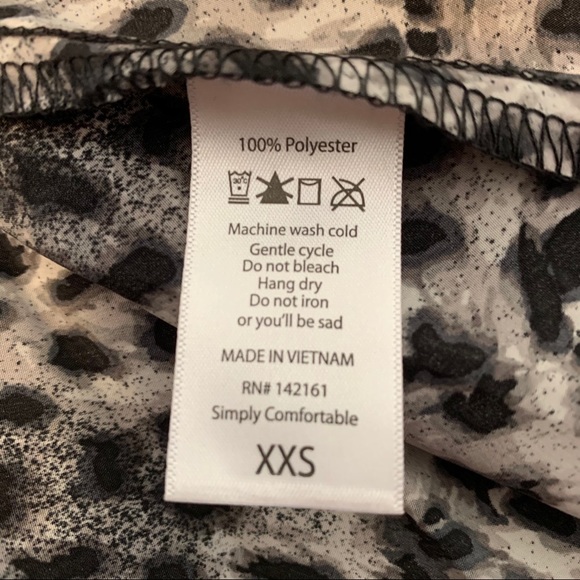 100% Polyester
30°C
Machine wash cold
Gentle cycle
Do not bleach
Hang dry
Do not iron
or you'll be sad
MADE IN VIETNAM
RN# 142161
Simply Comfortable
XXS